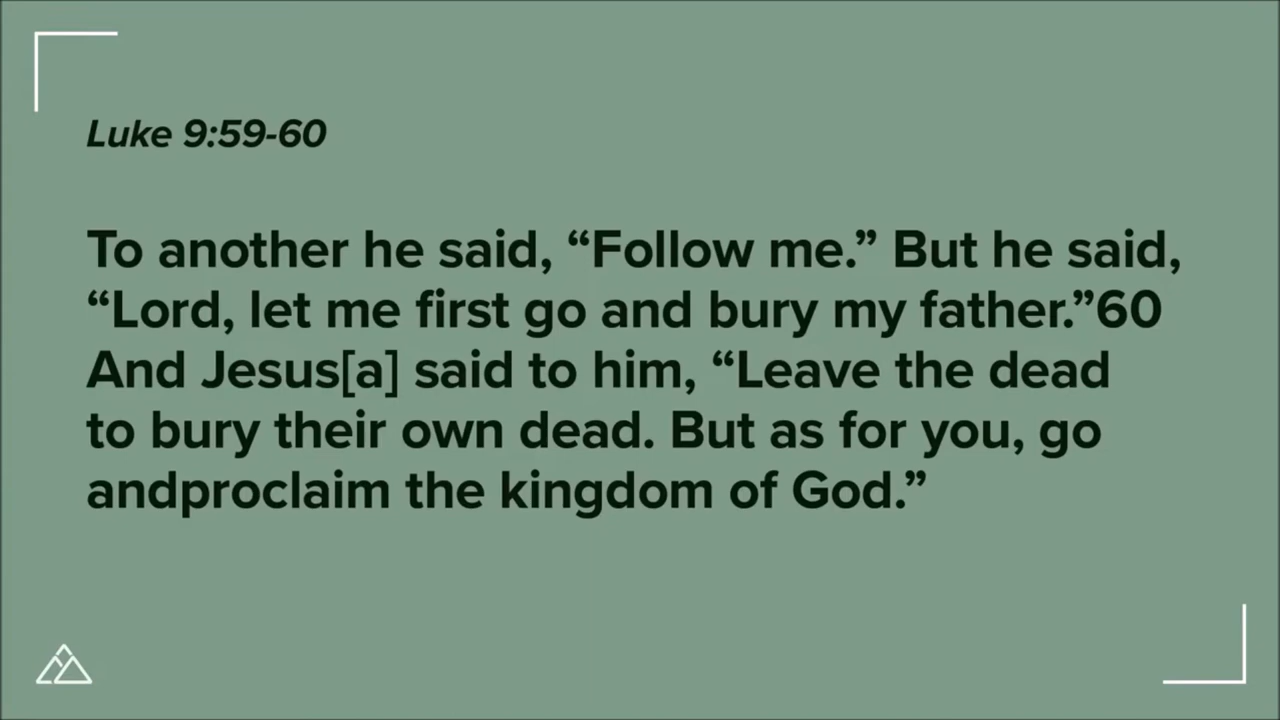 Luke 9:59-60
To another he said, “Follow me.” But he said,
“Lord, let me first go and bury my father.”60
And Jesus[a] said to him, “Leave the dead
to bury their own dead. But as for you, go
andproclaim the kingdom of God.”